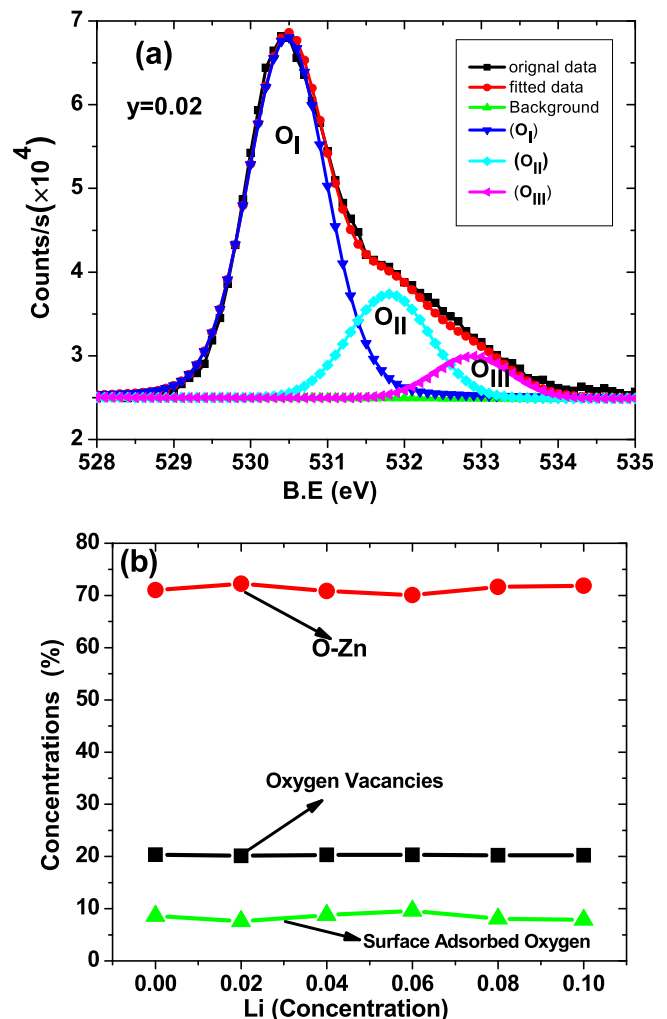 (a)
y=0.02
orignal data
fitted data
Background
(O_I)
(O_II)
(O_III)
O_I
O_II
O_III
Counts/s(×10^4)
7
6
5
4
3
2
528 529 530 531 532 533 534 535
B.E (eV)
(b)
Concentrations (%)
80
70
60
50
40
30
20
10
0
O-Zn
Oxygen Vacancies
Surface Adsorbed Oxygen
0.00 0.02 0.04 0.06 0.08 0.10
Li (Concentration)